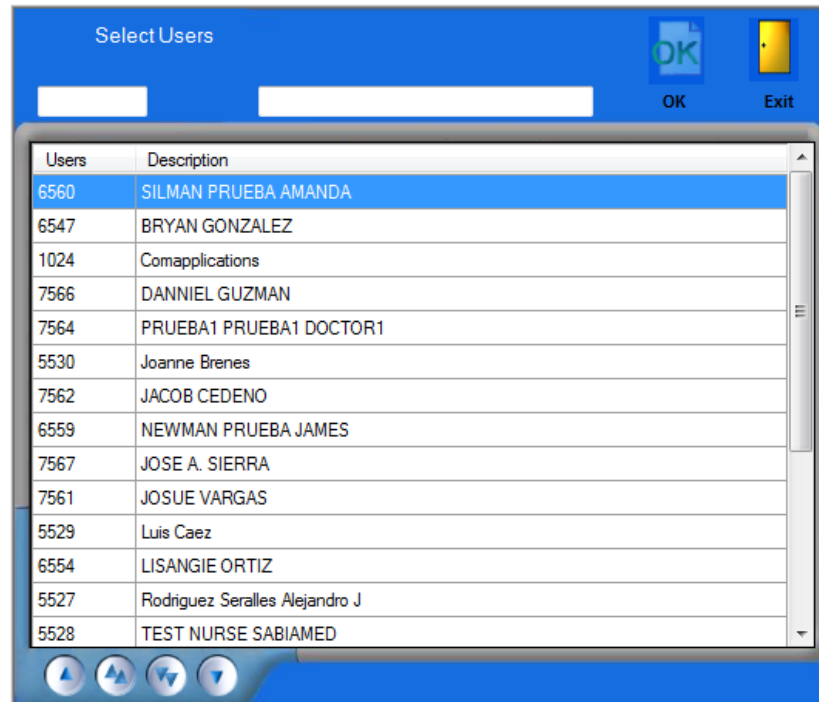 Select Users
OK
OK Exit
Users Description
6560 SILMAN PRUEBA AMANDA
6547 BRYAN GONZALEZ
1024 Comapplications
7566 DANNIEL GUZMAN
7564 PRUEBA1 PRUEBA1 DOCTOR1
5530 Joanne Brenes
7562 JACOB CEDENO
6559 NEWMAN PRUEBA JAMES
7567 JOSE A. SIERRA
7561 JOSUE VARGAS
5529 Luis Caez
6554 LISANGIE ORTIZ
5527 Rodriguez Seralles Alejandro J
5528 TEST NURSE SABIAMED